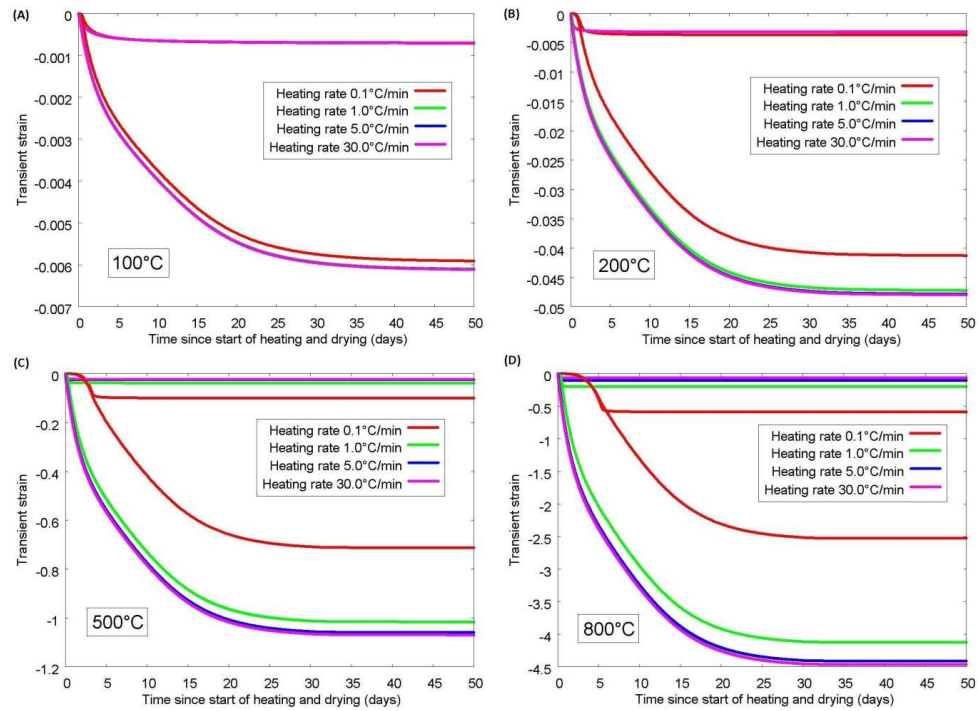 (A)
0
-0.001
-0.002
-0.003
-0.004
-0.005
-0.006
-0.007
Transient strain
Heating rate 0.1°C/min
Heating rate 1.0°C/min
Heating rate 5.0°C/min
Heating rate 30.0°C/min
100°C
0 5 10 15 20 25 30 35 40 45 50
Time since start of heating and drying (days)
(B)
0
-0.005
-0.01
-0.015
-0.02
-0.025
-0.03
-0.035
-0.04
-0.045
-0.05
Transient strain
Heating rate 0.1°C/min
Heating rate 1.0°C/min
Heating rate 5.0°C/min
Heating rate 30.0°C/min
200°C
0 5 10 15 20 25 30 35 40 45 50
Time since start of heating and drying (days)
(C)
0
-0.2
-0.4
-0.6
-0.8
-1
-1.2
Transient strain
Heating rate 0.1°C/min
Heating rate 1.0°C/min
Heating rate 5.0°C/min
Heating rate 30.0°C/min
500°C
0 5 10 15 20 25 30 35 40 45 50
Time since start of heating and drying (days)
(D)
0
-0.5
-1
-1.5
-2
-2.5
-3
-3.5
-4
-4.5
Transient strain
Heating rate 0.1°C/min
Heating rate 1.0°C/min
Heating rate 5.0°C/min
Heating rate 30.0°C/min
800°C
0 5 10 15 20 25 30 35 40 45 50
Time since start of heating and drying (days)